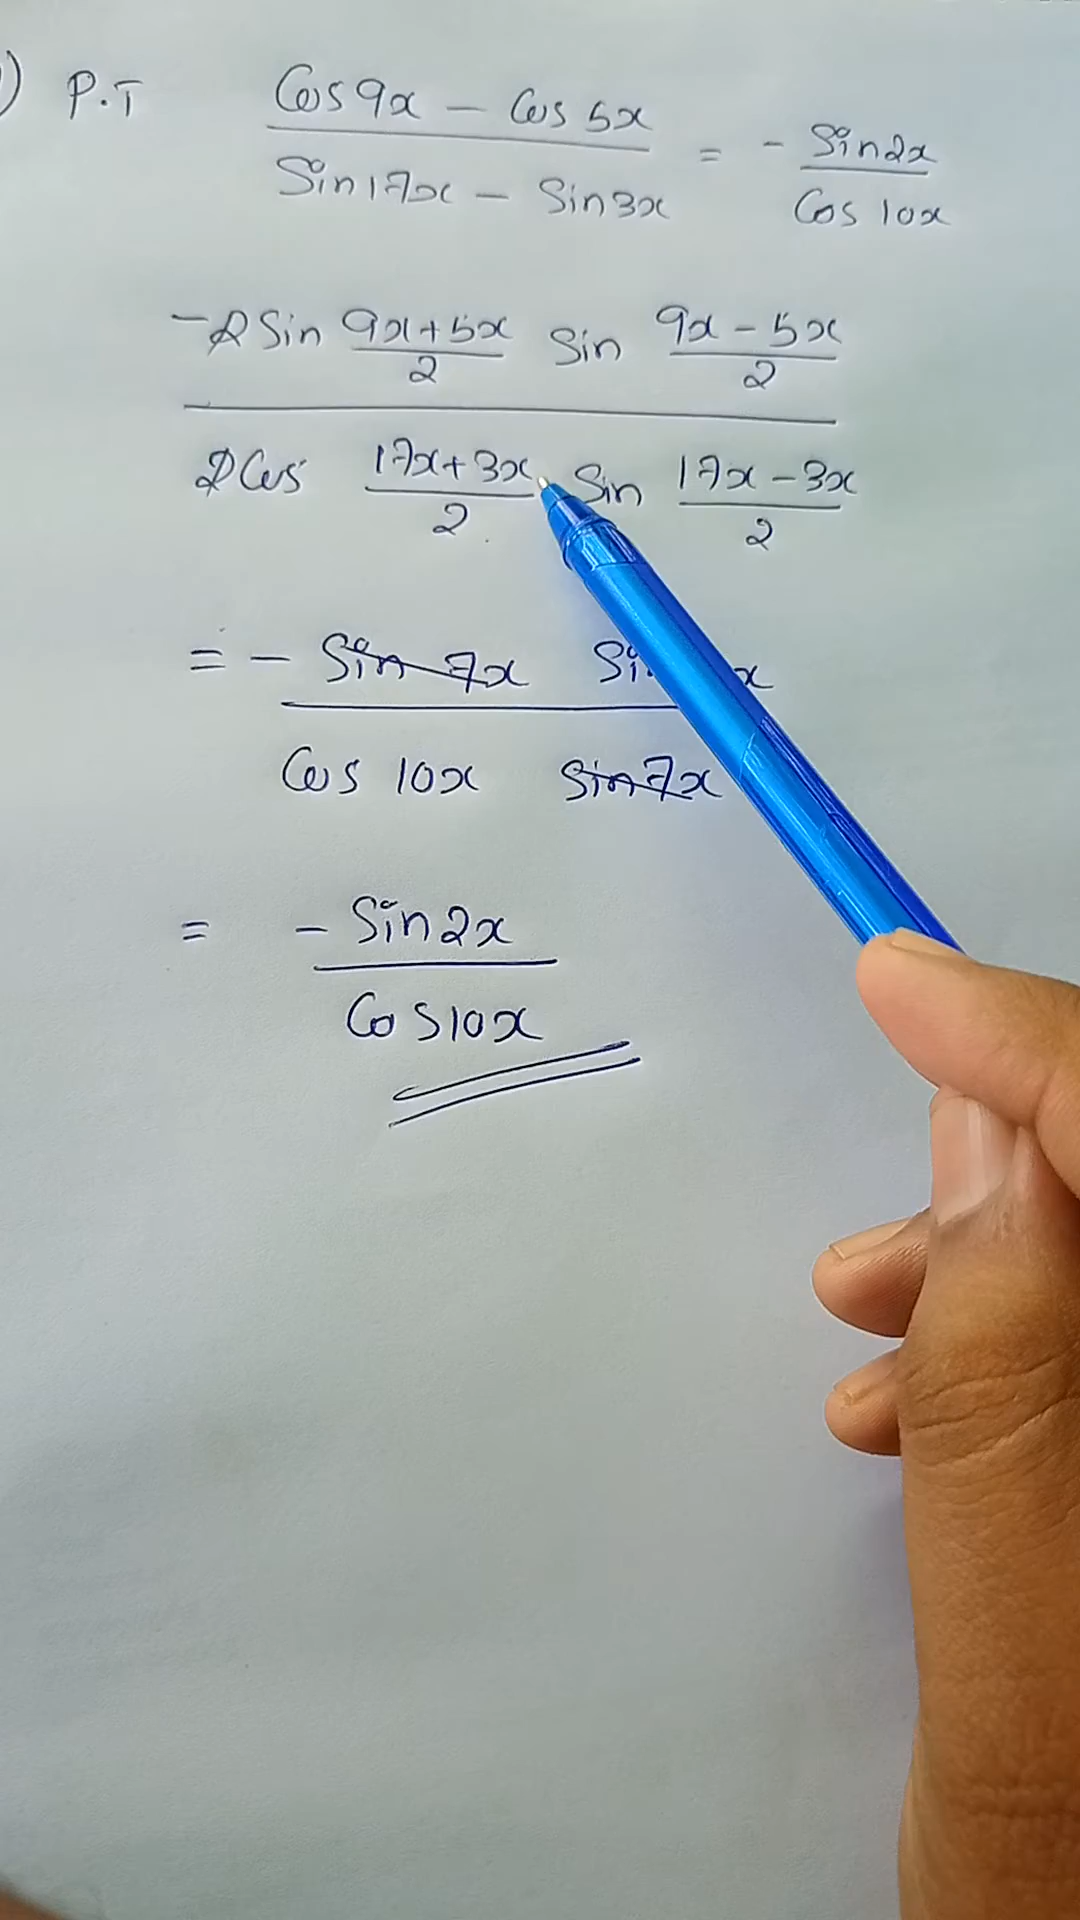 ) P.T (Cos 9x - Cos 5x)/(Sin 17x - Sin 3x) = - Sin 2x/Cos 10x
-2 Sin (9x+5x)/2 Sin (9x-5x)/2
2 Cos (17x+3x)/2 Sin (17x-3x)/2
= - Sin 7x
Cos 10x Sin 7x
= - Sin 2x
Cos 10x